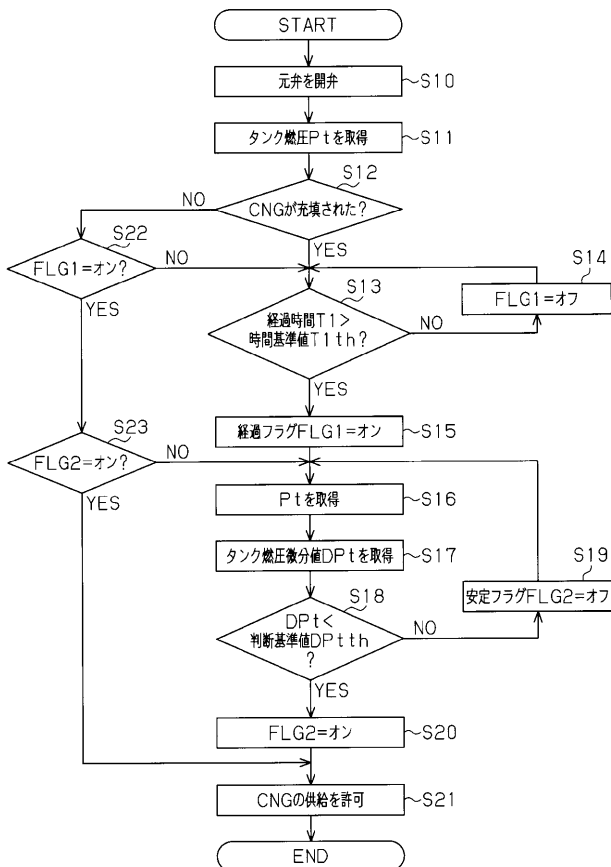 START
元弁を開弁
S10
タンク燃圧Ptを取得
S11
S12
CNGが充填された?
NO
YES
S22
FLG1=オン?
NO
YES
S13
経過時間T1>
時間基準値T1th?
NO
YES
S14
FLG1=オフ
経過フラグFLG1=オン
S15
S23
FLG2=オン?
NO
YES
Ptを取得
S16
タンク燃圧微分値DPtを取得
S17
S18
DPt<
判断基準値DPtth
?
NO
YES
S19
安定フラグFLG2=オフ
FLG2=オン
S20
CNGの供給を許可
S21
END